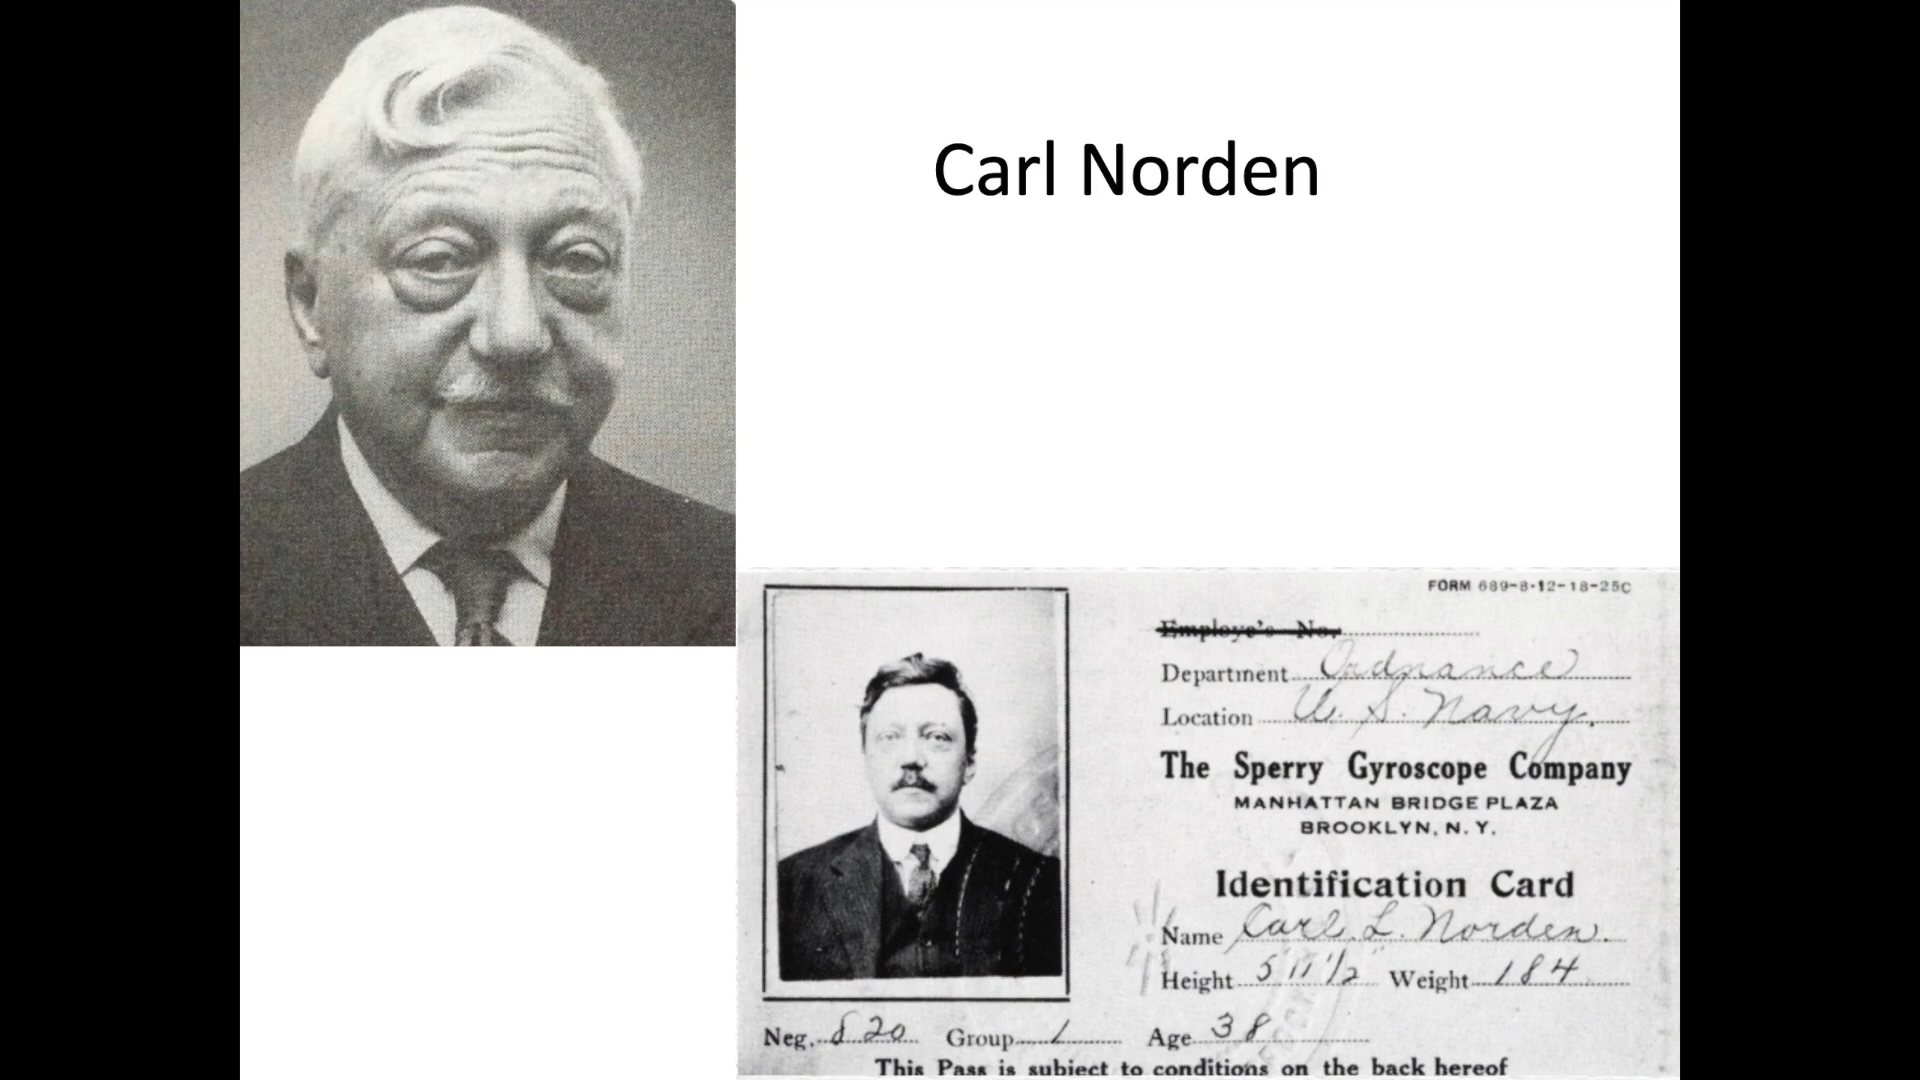 Carl Norden
FORM 689-8-12-18-25C
Employe's No.
Department Ordnance
Location U. S. Navy.
The Sperry Gyroscope Company
MANHATTAN BRIDGE PLAZA
BROOKLYN, N. Y.
Identification Card
Name Carl L. Norden.
Height 5' 11 1/2" Weight 184
Neg. 820 Group 1 Age 38
This Pass is subject to conditions on the back hereof